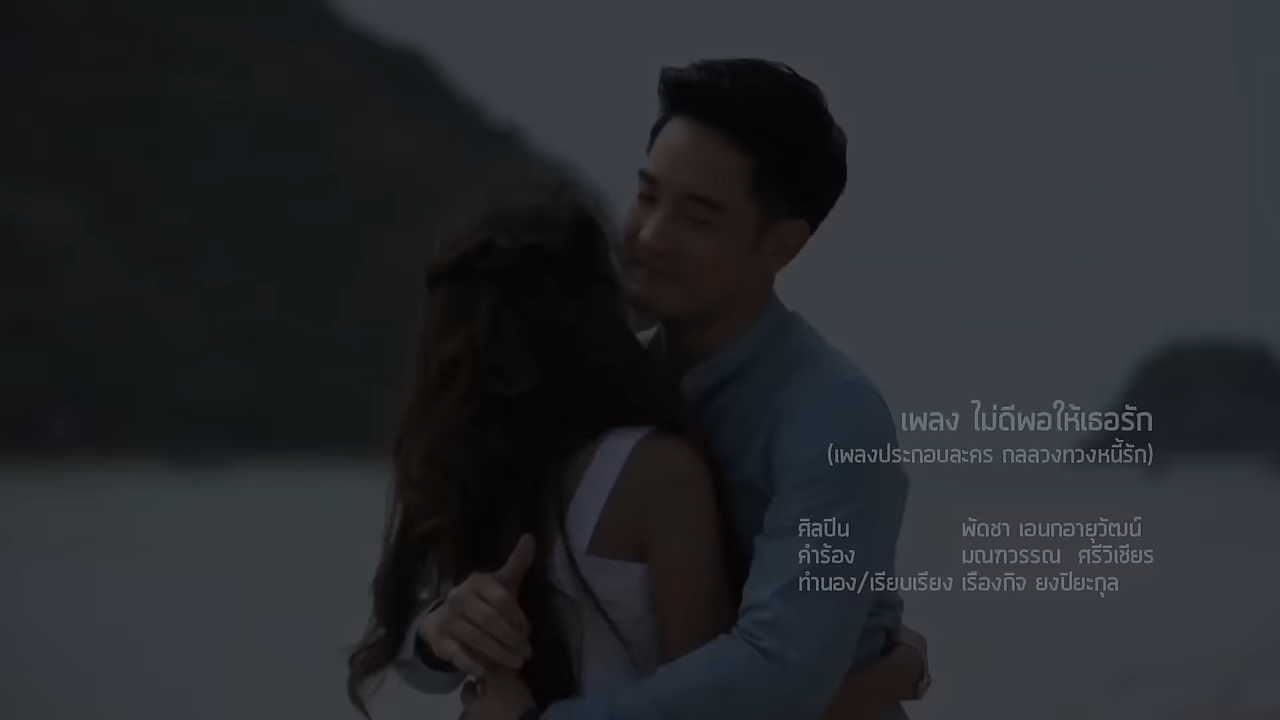 เพลง ไม่ดีพอให้เธอรัก
(เพลงประกอบละคร กลลวงทวงหนี้รัก)
ศิลปิน พัดชา เอนกอายุวัฒน์
คำร้อง มณฑวรรณ ศรีวิเชียร
ทำนอง/เรียบเรียง เรืองกิจ ยงปิยะกุล